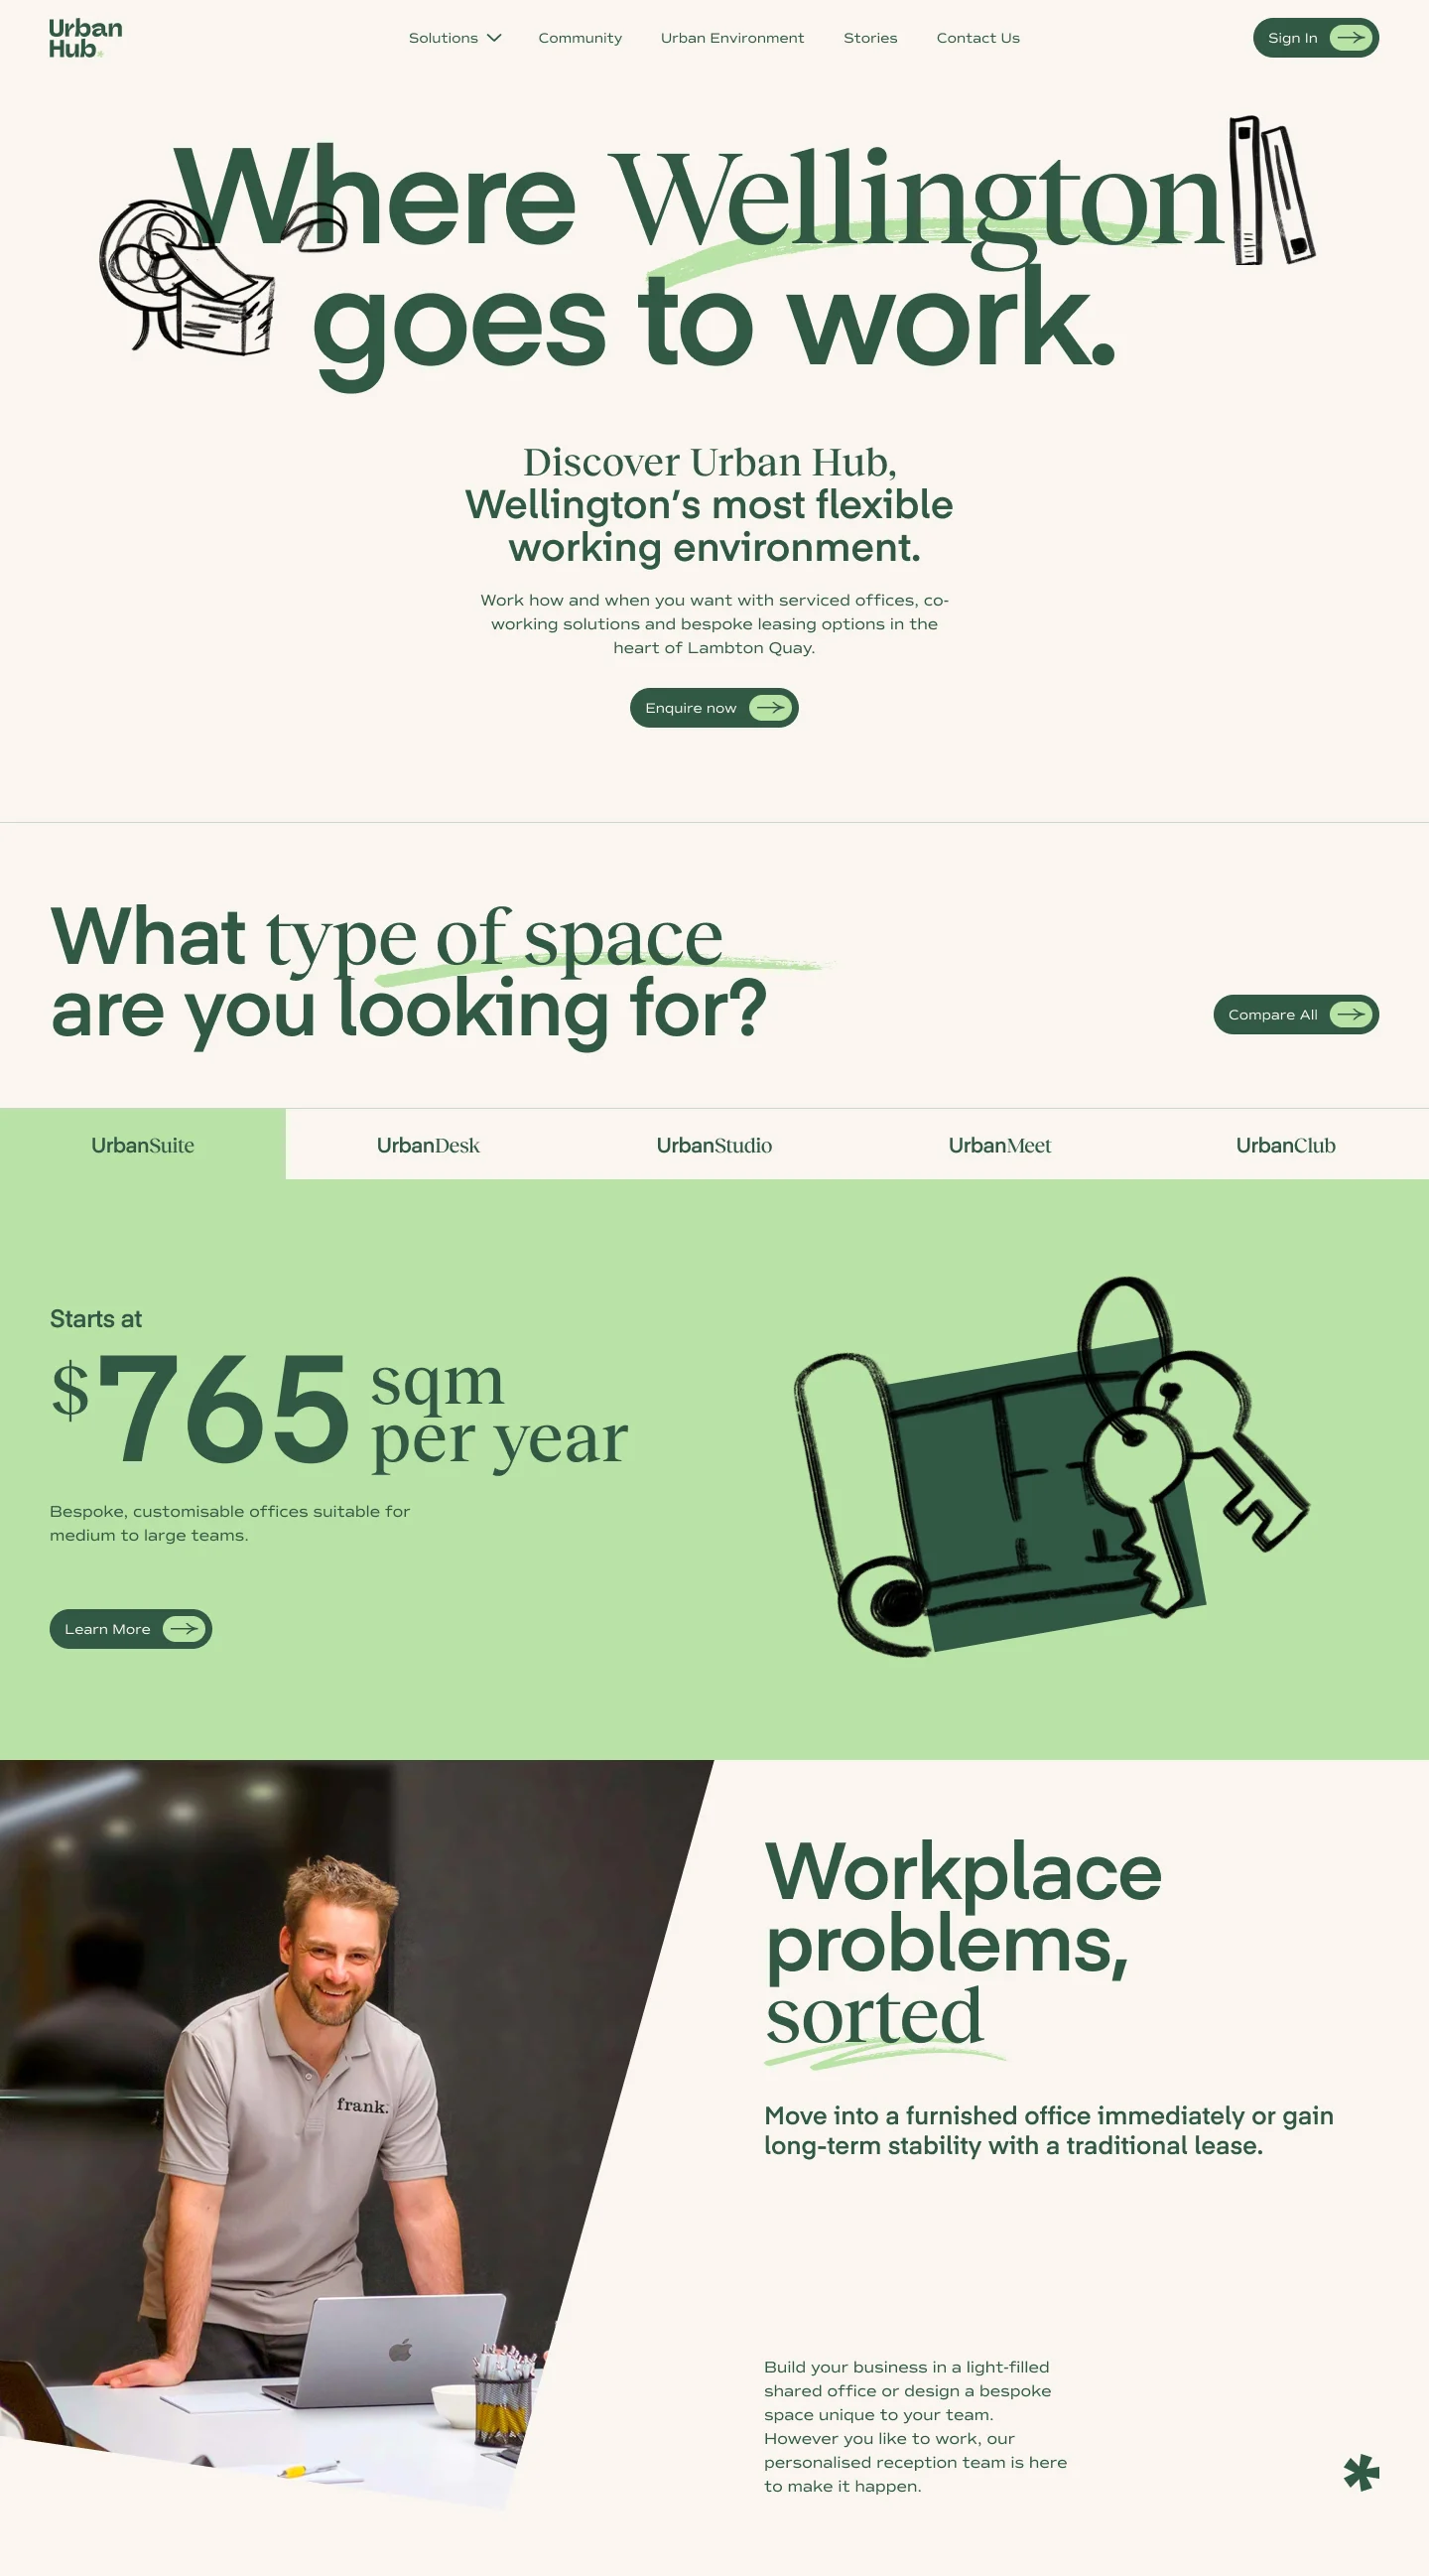 Urban
Hub
Solutions
Community
Urban Environment
Stories
Contact Us
Sign In
Where Wellington
goes to work.
Discover Urban Hub,
Wellington’s most flexible
working environment.
Work how and when you want with serviced offices, co-
working solutions and bespoke leasing options in the
heart of Lambton Quay.
Enquire now
What type of space
are you looking for?
Compare All
UrbanSuite
UrbanDesk
UrbanStudio
UrbanMeet
UrbanClub
Starts at
$765 sqm
per year
Bespoke, customisable offices suitable for
medium to large teams.
Learn More
frank.
Workplace
problems,
sorted
Move into a furnished office immediately or gain
long-term stability with a traditional lease.
Build your business in a light-filled
shared office or design a bespoke
space unique to your team.
However you like to work, our
personalised reception team is here
to make it happen.